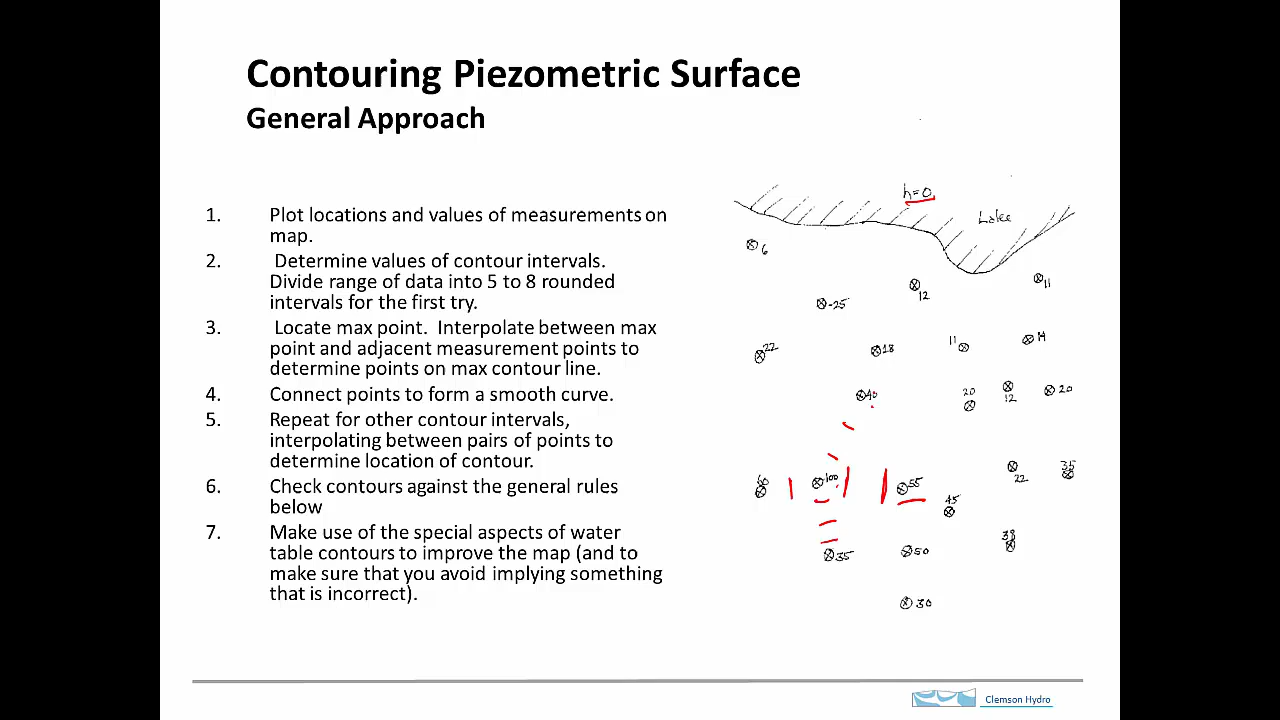 Contouring Piezometric Surface
General Approach
1. Plot locations and values of measurements on
map.
2. Determine values of contour intervals.
Divide range of data into 5 to 8 rounded
intervals for the first try.
3. Locate max point. Interpolate between max
point and adjacent measurement points to
determine points on max contour line.
4. Connect points to form a smooth curve.
5. Repeat for other contour intervals,
interpolating between pairs of points to
determine location of contour.
6. Check contours against the general rules
below
7. Make use of the special aspects of water
table contours to improve the map (and to
make sure that you avoid implying something
that is incorrect).
h=0
Lake
6
11
12
-25
14
11
22
18
20
12
20
40
35
22
60
100
55
45
38
35
50
30
Clemson Hydro